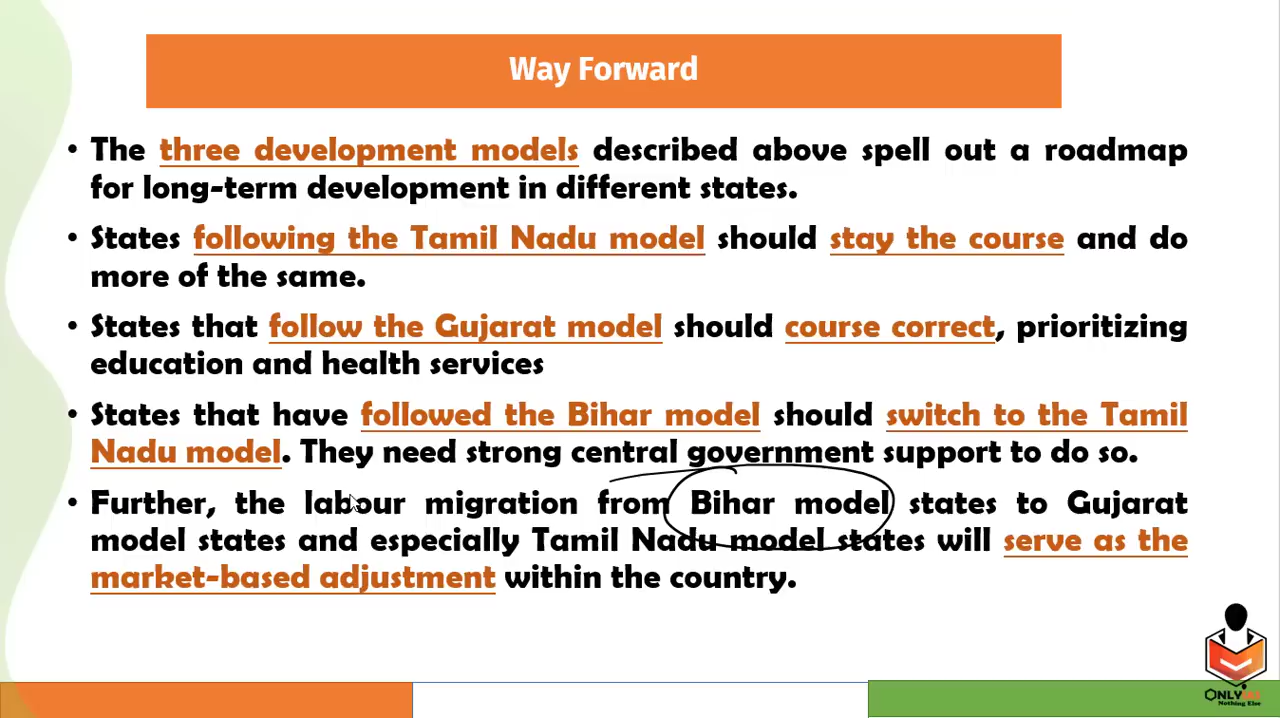 Way Forward
• The three development models described above spell out a roadmap
for long-term development in different states.
• States following the Tamil Nadu model should stay the course and do
more of the same.
• States that follow the Gujarat model should course correct, prioritizing
education and health services
• States that have followed the Bihar model should switch to the Tamil
Nadu model. They need strong central government support to do so.
• Further, the labour migration from Bihar model states to Gujarat
model states and especially Tamil Nadu model states will serve as the
market-based adjustment within the country.
ONLY
Nothing Else